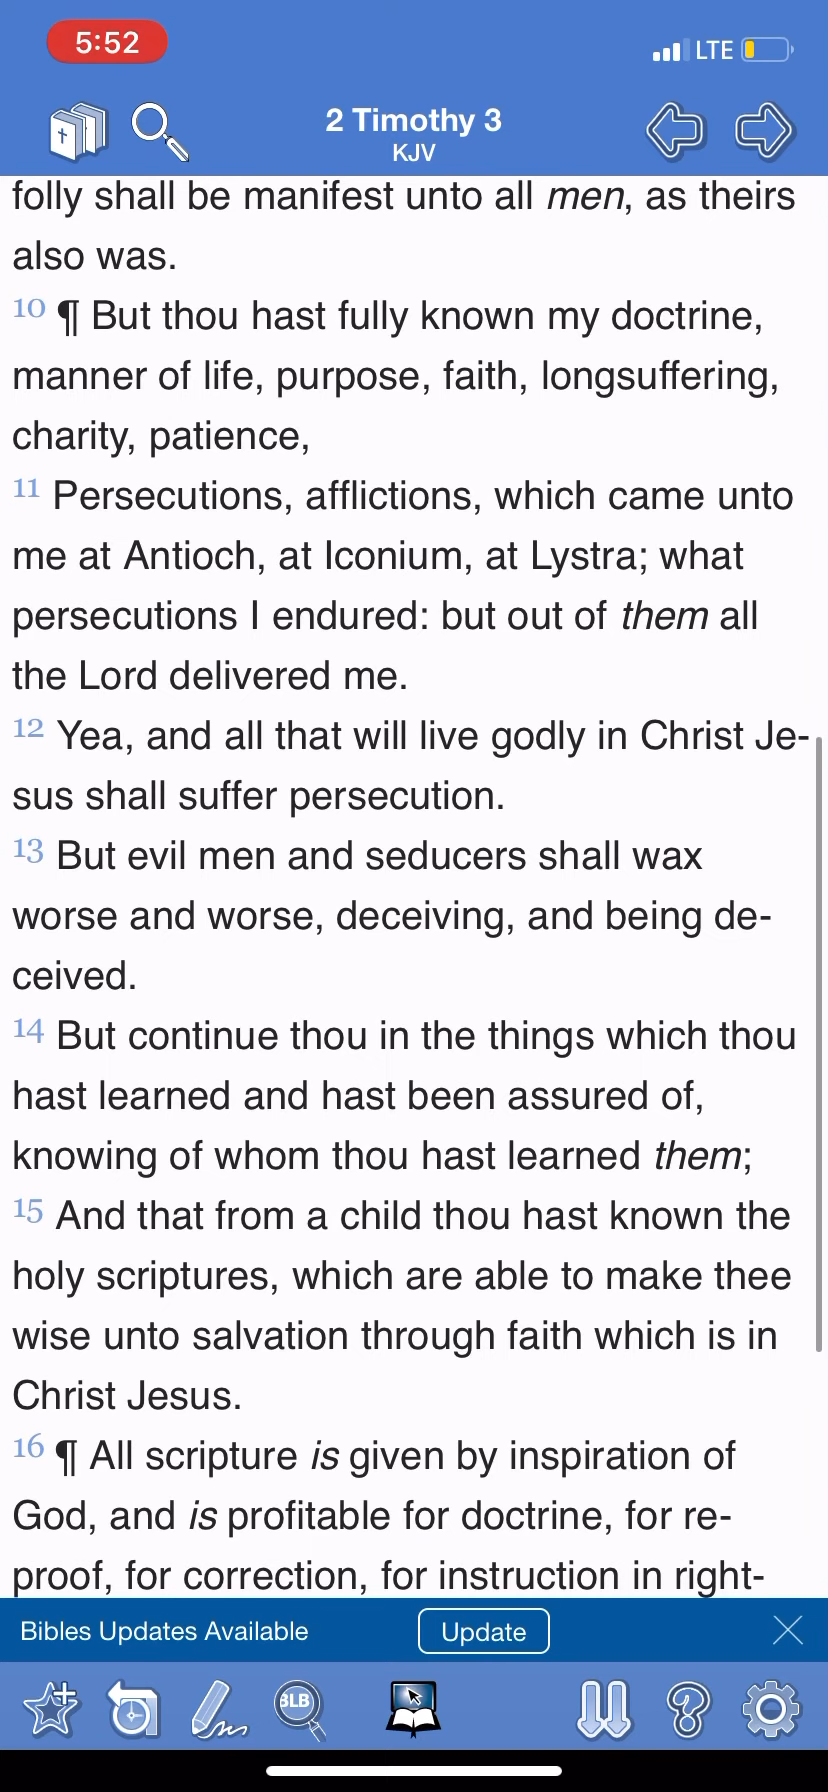 5:52
LTE
2 Timothy 3
KJV
folly shall be manifest unto all men, as theirs
also was.
10 ¶ But thou hast fully known my doctrine,
manner of life, purpose, faith, longsuffering,
charity, patience,
11 Persecutions, afflictions, which came unto
me at Antioch, at Iconium, at Lystra; what
persecutions I endured: but out of them all
the Lord delivered me.
12 Yea, and all that will live godly in Christ Je-
sus shall suffer persecution.
13 But evil men and seducers shall wax
worse and worse, deceiving, and being de-
ceived.
14 But continue thou in the things which thou
hast learned and hast been assured of,
knowing of whom thou hast learned them;
15 And that from a child thou hast known the
holy scriptures, which are able to make thee
wise unto salvation through faith which is in
Christ Jesus.
16 ¶ All scripture is given by inspiration of
God, and is profitable for doctrine, for re-
proof, for correction, for instruction in right-
Bibles Updates Available
Update
BLB